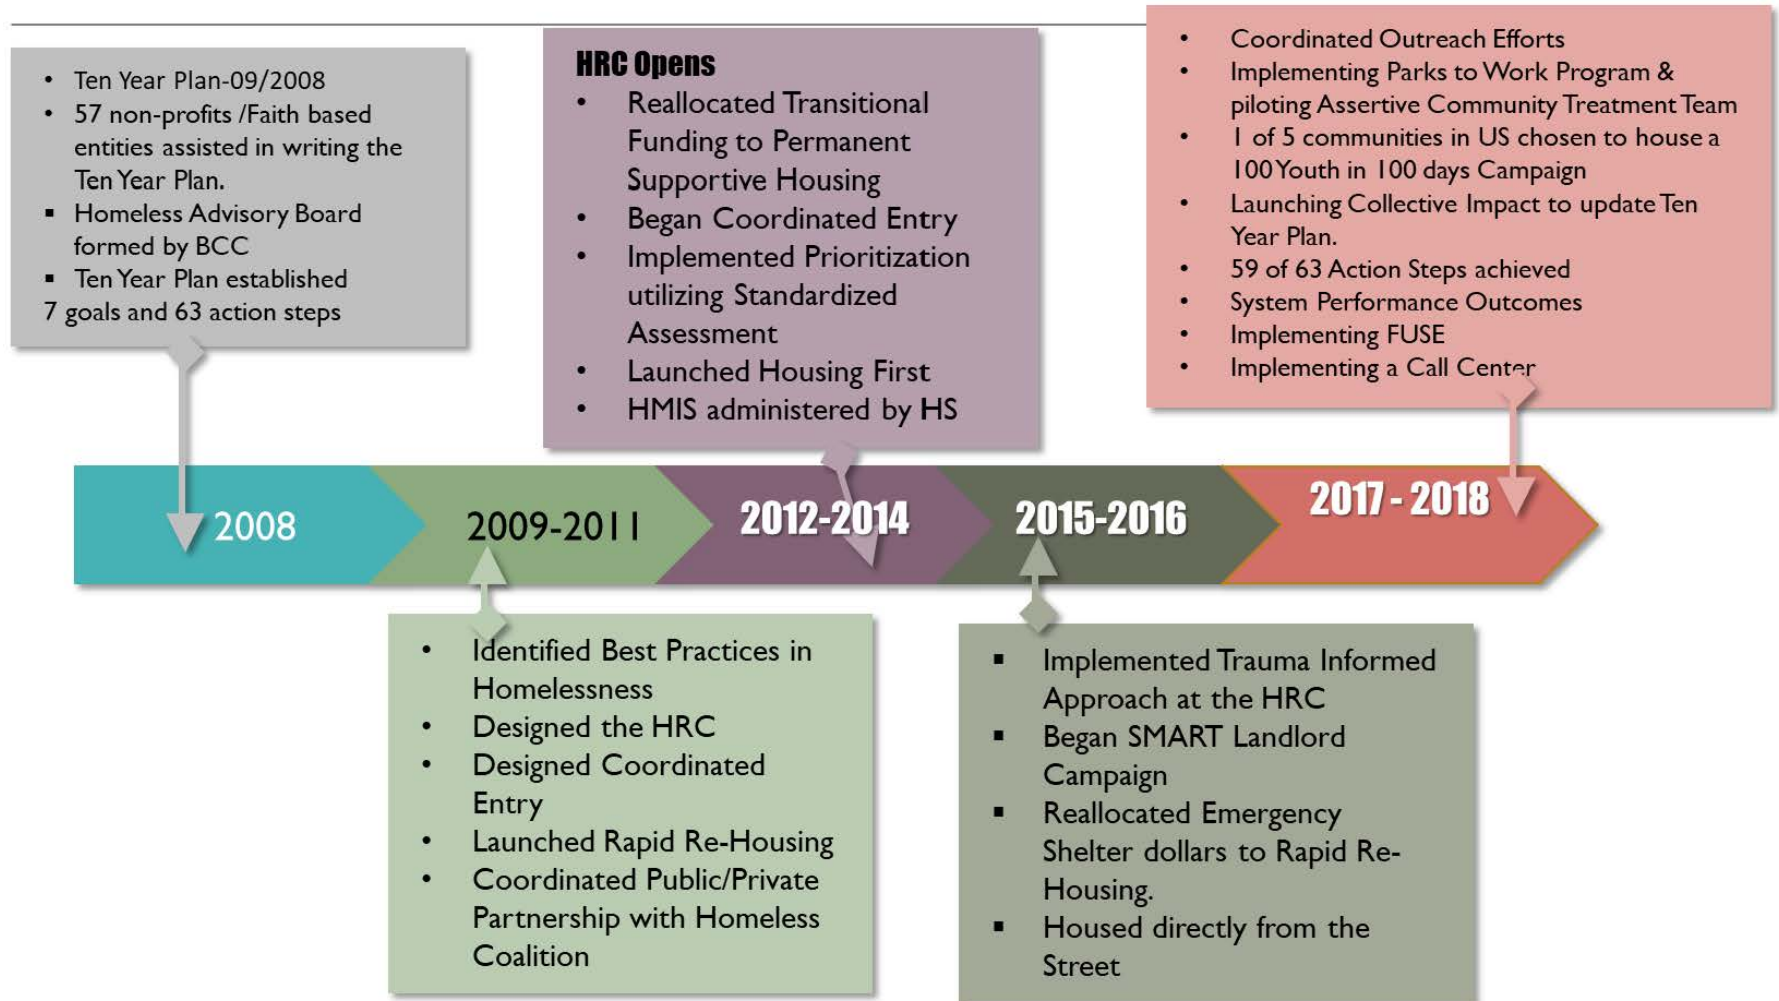 • Ten Year Plan-09/2008
• 57 non-profits /Faith based
entities assisted in writing the
Ten Year Plan.
▪ Homeless Advisory Board
formed by BCC
▪ Ten Year Plan established
7 goals and 63 action steps
HRC Opens
• Reallocated Transitional
Funding to Permanent
Supportive Housing
• Began Coordinated Entry
• Implemented Prioritization
utilizing Standardized
Assessment
• Launched Housing First
• HMIS administered by HS
• Coordinated Outreach Efforts
• Implementing Parks to Work Program &
piloting Assertive Community Treatment Team
• 1 of 5 communities in US chosen to house a
100 Youth in 100 days Campaign
• Launching Collective Impact to update Ten
Year Plan.
• 59 of 63 Action Steps achieved
• System Performance Outcomes
• Implementing FUSE
• Implementing a Call Center
2008
2009-2011
2012-2014
2015-2016
2017 - 2018
• Identified Best Practices in
Homelessness
• Designed the HRC
• Designed Coordinated
Entry
• Launched Rapid Re-Housing
• Coordinated Public/Private
Partnership with Homeless
Coalition
▪ Implemented Trauma Informed
Approach at the HRC
▪ Began SMART Landlord
Campaign
▪ Reallocated Emergency
Shelter dollars to Rapid Re-
Housing.
▪ Housed directly from the
Street